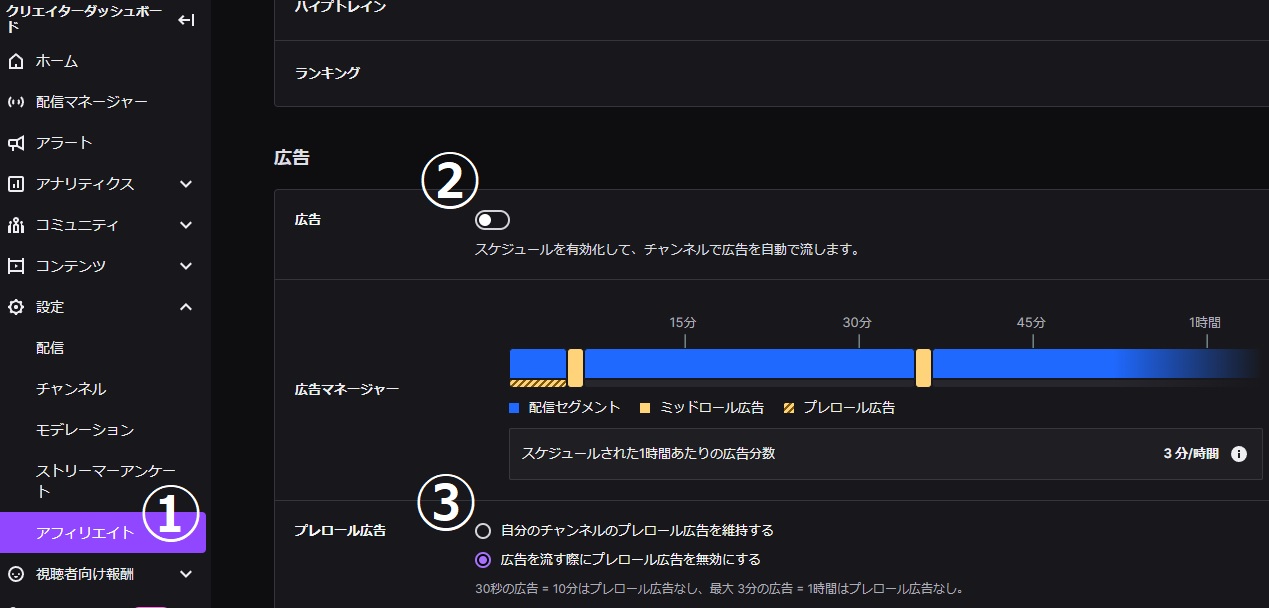 クリエイターダッシュボー
ド
ホーム
配信マネージャー
アラート
アナリティクス
コミュニティ
コンテンツ
設定
配信
チャンネル
モデレーション
ストリーマーアンケー
ト
①
アフィリエイト
視聴者向け報酬
ハイプトレイン
ランキング
広告
②
広告
スケジュールを有効化して、チャンネルで広告を自動で流します。
15分 30分 45分 1時間
広告マネージャー
配信セグメント ミッドロール広告 プレロール広告
スケジュールされた1時間あたりの広告分数 3 分/時間
③
プレロール広告
自分のチャンネルのプレロール広告を維持する
広告を流す際にプレロール広告を無効にする
30秒の広告 = 10分はプレロール広告なし、最大 3分の広告 = 1時間はプレロール広告なし。